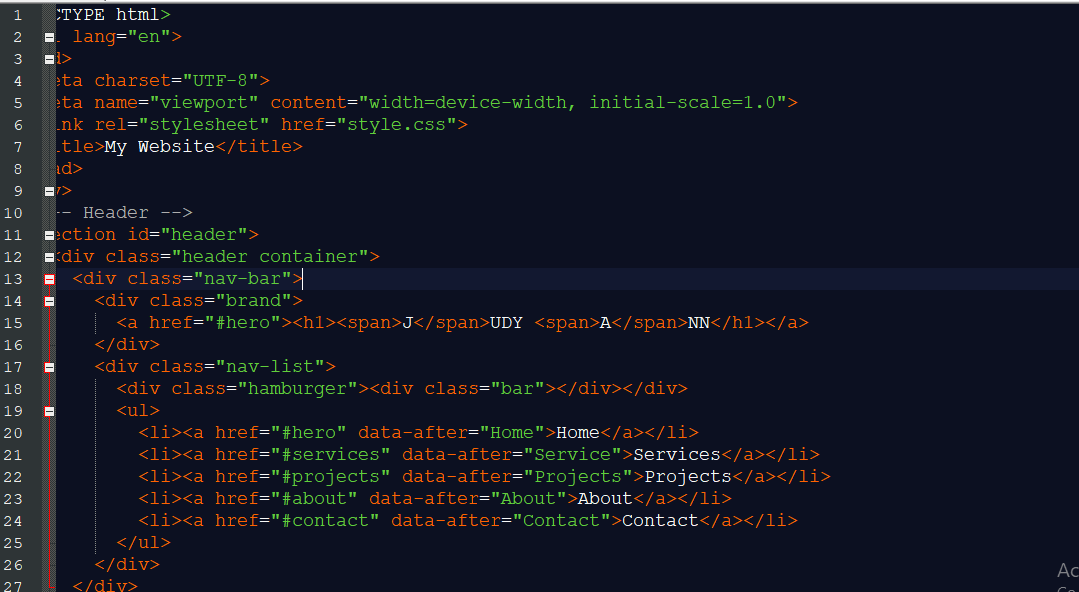 1 CTYPE html>
2 lang="en">
3 d>
4 eta charset="UTF-8">
5 eta name="viewport" content="width=device-width, initial-scale=1.0">
6 ink rel="stylesheet" href="style.css">
7 itle>My Website</title>
8 ad>
9 y>
10 -- Header -->
11 ection id="header">
12 <div class="header container">
13 <div class="nav-bar">
14 <div class="brand">
15 <a href="#hero"><h1><span>J</span>UDY <span>A</span>NN</h1></a>
16 </div>
17 <div class="nav-list">
18 <div class="hamburger"><div class="bar"></div></div>
19 <ul>
20 <li><a href="#hero" data-after="Home">Home</a></li>
21 <li><a href="#services" data-after="Service">Services</a></li>
22 <li><a href="#projects" data-after="Projects">Projects</a></li>
23 <li><a href="#about" data-after="About">About</a></li>
24 <li><a href="#contact" data-after="Contact">Contact</a></li>
25 </ul>
26 </div>
27 </div>
Ac